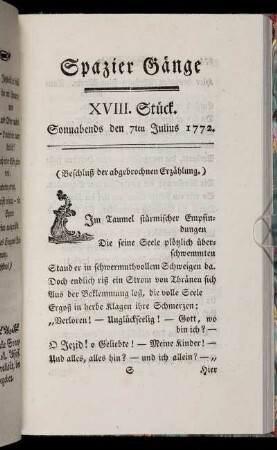 Spazier Gänge
XVIII. Stück.
Sonnabends den 7ten Julius 1772.
(Beschluß der abgebrochnen Erzählung.)
Im Taumel stürmischer Empfin-
dungen
Die seine Seele plötzlich über-
schwemmten
Stand er in schwermuthvollem Schweigen da.
Doch endlich riß ein Strom von Thränen sich
Aus der Beklemmung loß, die volle Seele
Ergoß in herbe Klagen ihre Schmerzen;
„Verloren! — Unglückseelig! — Gott, wo
bin ich? —
O Jezid! o Geliebte! — Meine Kinder! —
Und alles, alles hin? — und ich allein? — „
S
Hier